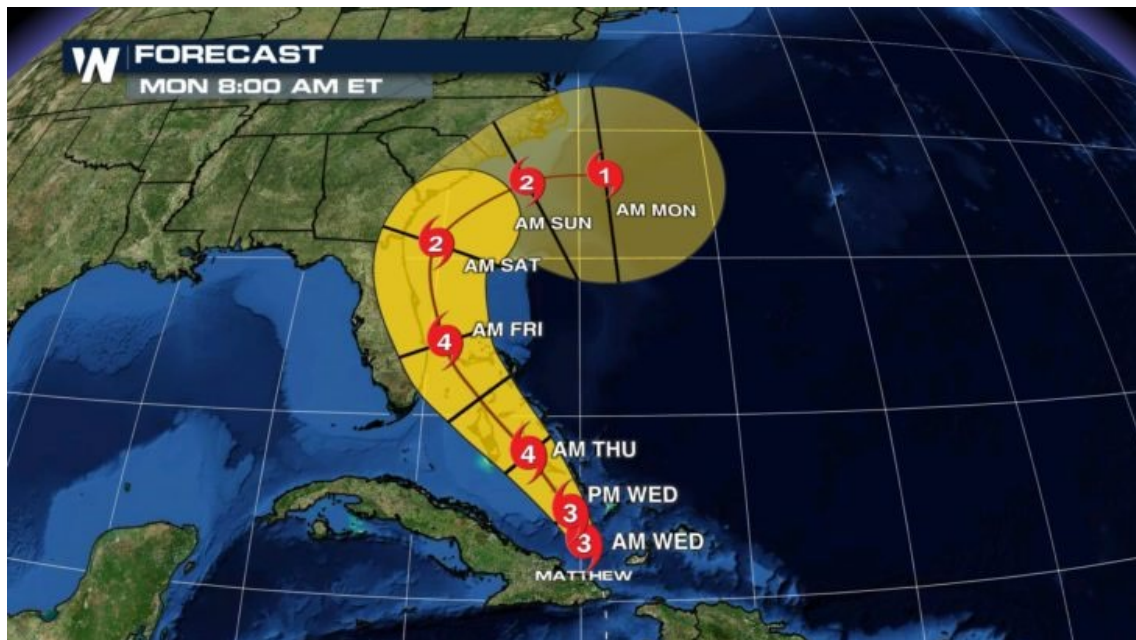 W FORECAST
MON 8:00 AM ET
1
2
AM MON
AM SUN
2
AM SAT
AM FRI
4
4
AM THU
PM WED
3
3
AM WED
MATTHEW